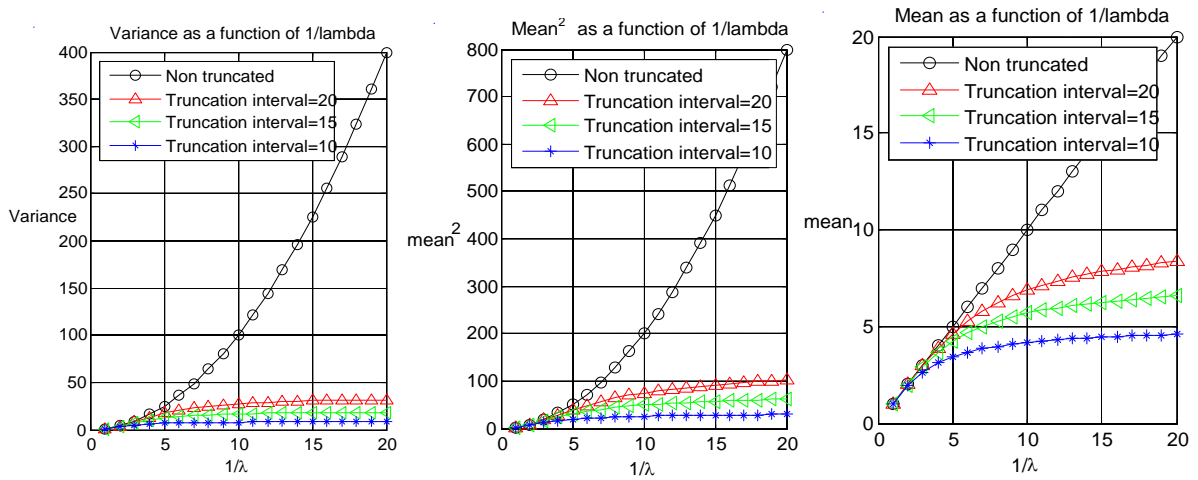 Variance as a function of 1/lambda
400
350
300
250
200
150
100
50
0
Variance
Non truncated
Truncation interval=20
Truncation interval=15
Truncation interval=10
0 5 10 15 20
1/λ
Mean² as a function of 1/lambda
800
700
600
500
400
300
200
100
0
mean²
Non truncated
Truncation interval=20
Truncation interval=15
Truncation interval=10
0 5 10 15 20
1/λ
Mean as a function of 1/lambda
20
15
10
5
0
mean
Non truncated
Truncation interval=20
Truncation interval=15
Truncation interval=10
0 5 10 15 20
1/λ